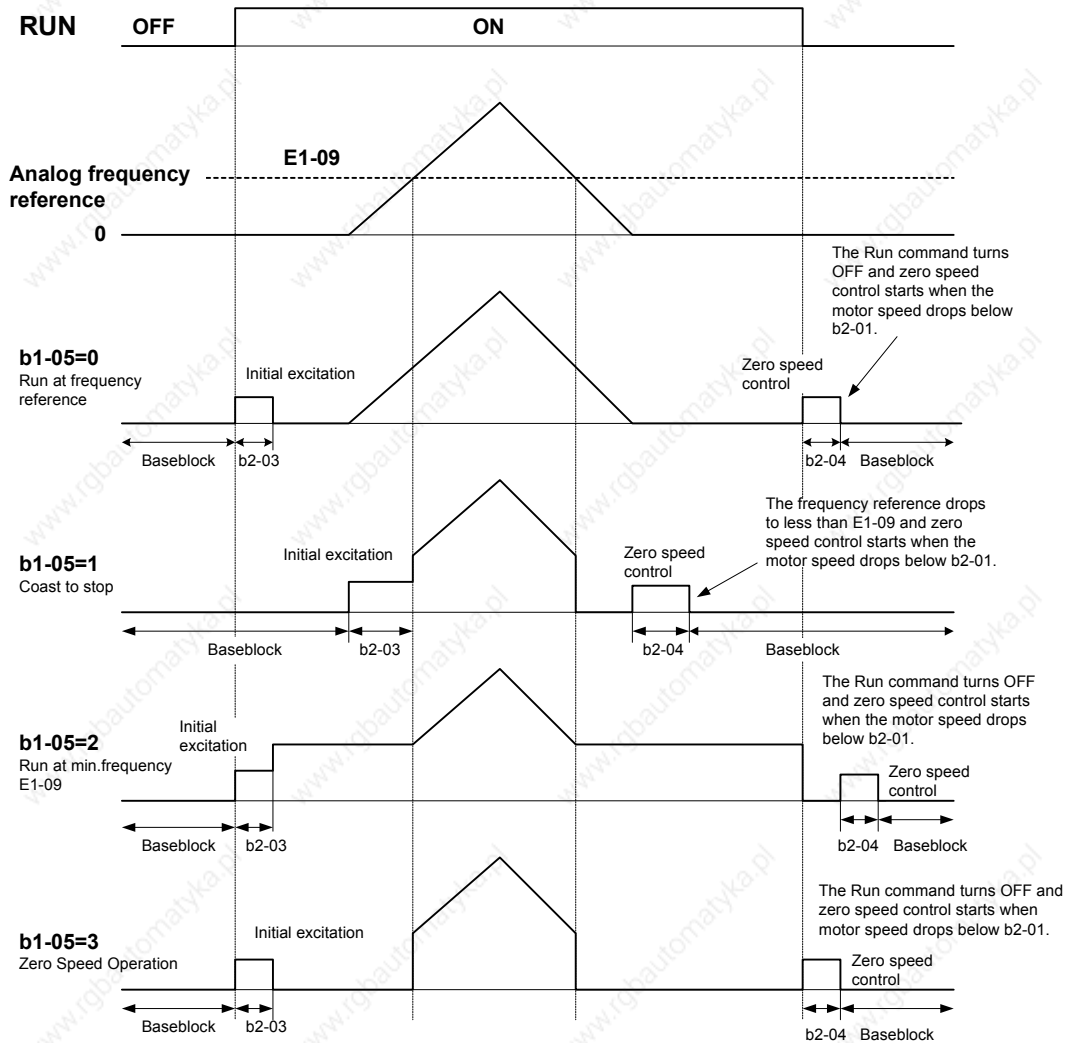 RUN OFF ON
E1-09
Analog frequency
reference
0
The Run command turns
OFF and zero speed
control starts when the
motor speed drops below
b2-01.
b1-05=0
Run at frequency
reference
Initial excitation
Zero speed
control
Baseblock b2-03 b2-04 Baseblock
The frequency reference drops
to less than E1-09 and zero
speed control starts when the
motor speed drops below b2-01.
b1-05=1
Coast to stop
Initial excitation
Zero speed
control
Baseblock b2-03 b2-04 Baseblock
The Run command turns OFF
and zero speed control starts
when the motor speed drops
below b2-01.
b1-05=2
Run at min.frequency
E1-09
Initial
excitation
Zero speed
control
Baseblock b2-03 b2-04 Baseblock
The Run command turns OFF and
zero speed control starts when
motor speed drops below b2-01.
b1-05=3
Zero Speed Operation
Initial excitation
Zero speed
control
Baseblock b2-03 b2-04 Baseblock
www.rgbautomatyka.pl